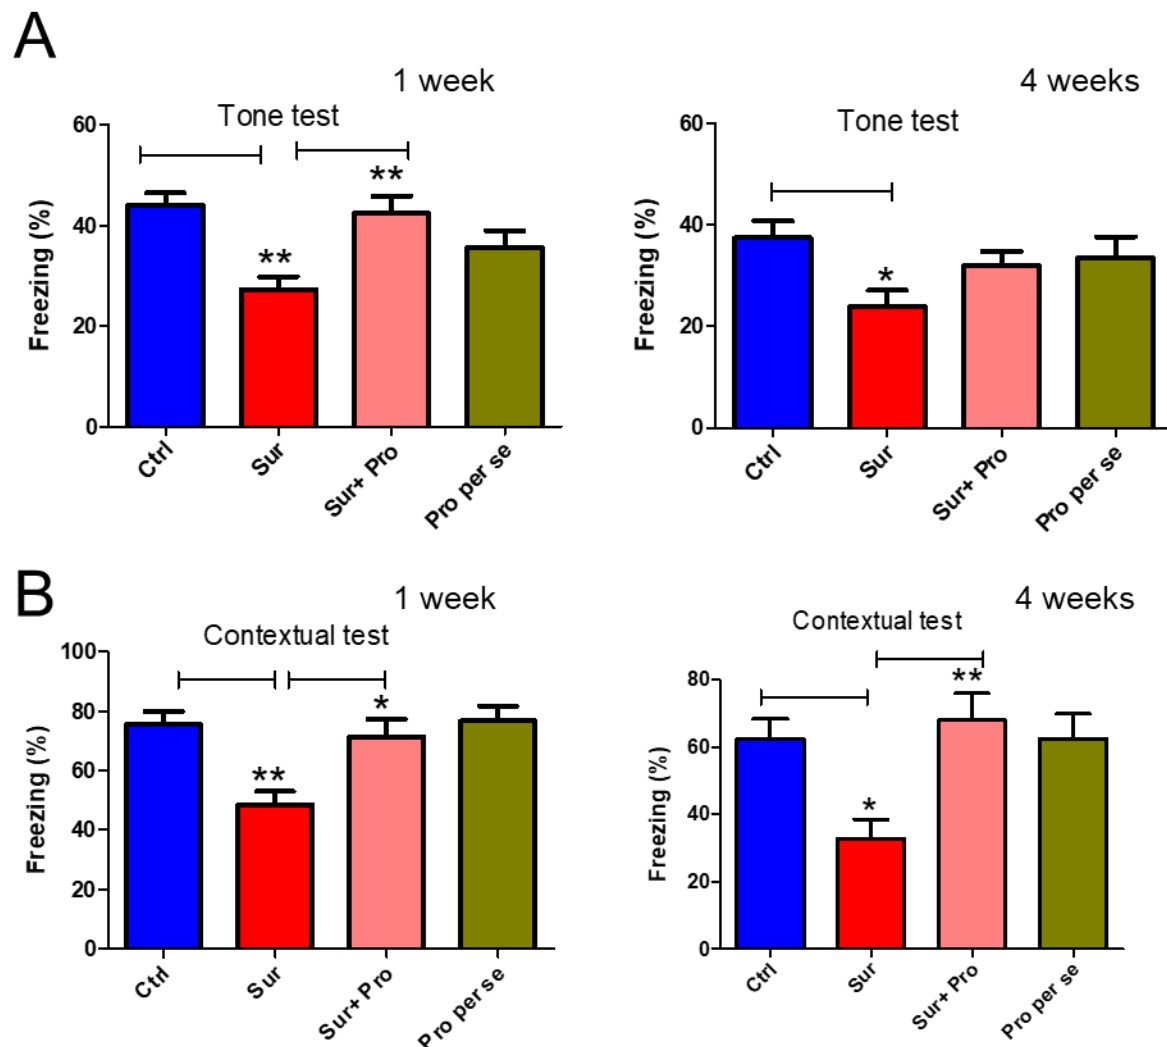 A
1 week
Tone test
60
40
20
0
Freezing (%)
**
**
Ctrl
Sur
Sur+ Pro
Pro per se
4 weeks
Tone test
60
40
20
0
Freezing (%)
*
Ctrl
Sur
Sur+ Pro
Pro per se
B
1 week
Contextual test
100
80
60
40
20
0
Freezing (%)
**
*
Ctrl
Sur
Sur+ Pro
Pro per se
4 weeks
Contextual test
80
60
40
20
0
Freezing (%)
*
**
Ctrl
Sur
Sur+ Pro
Pro per se